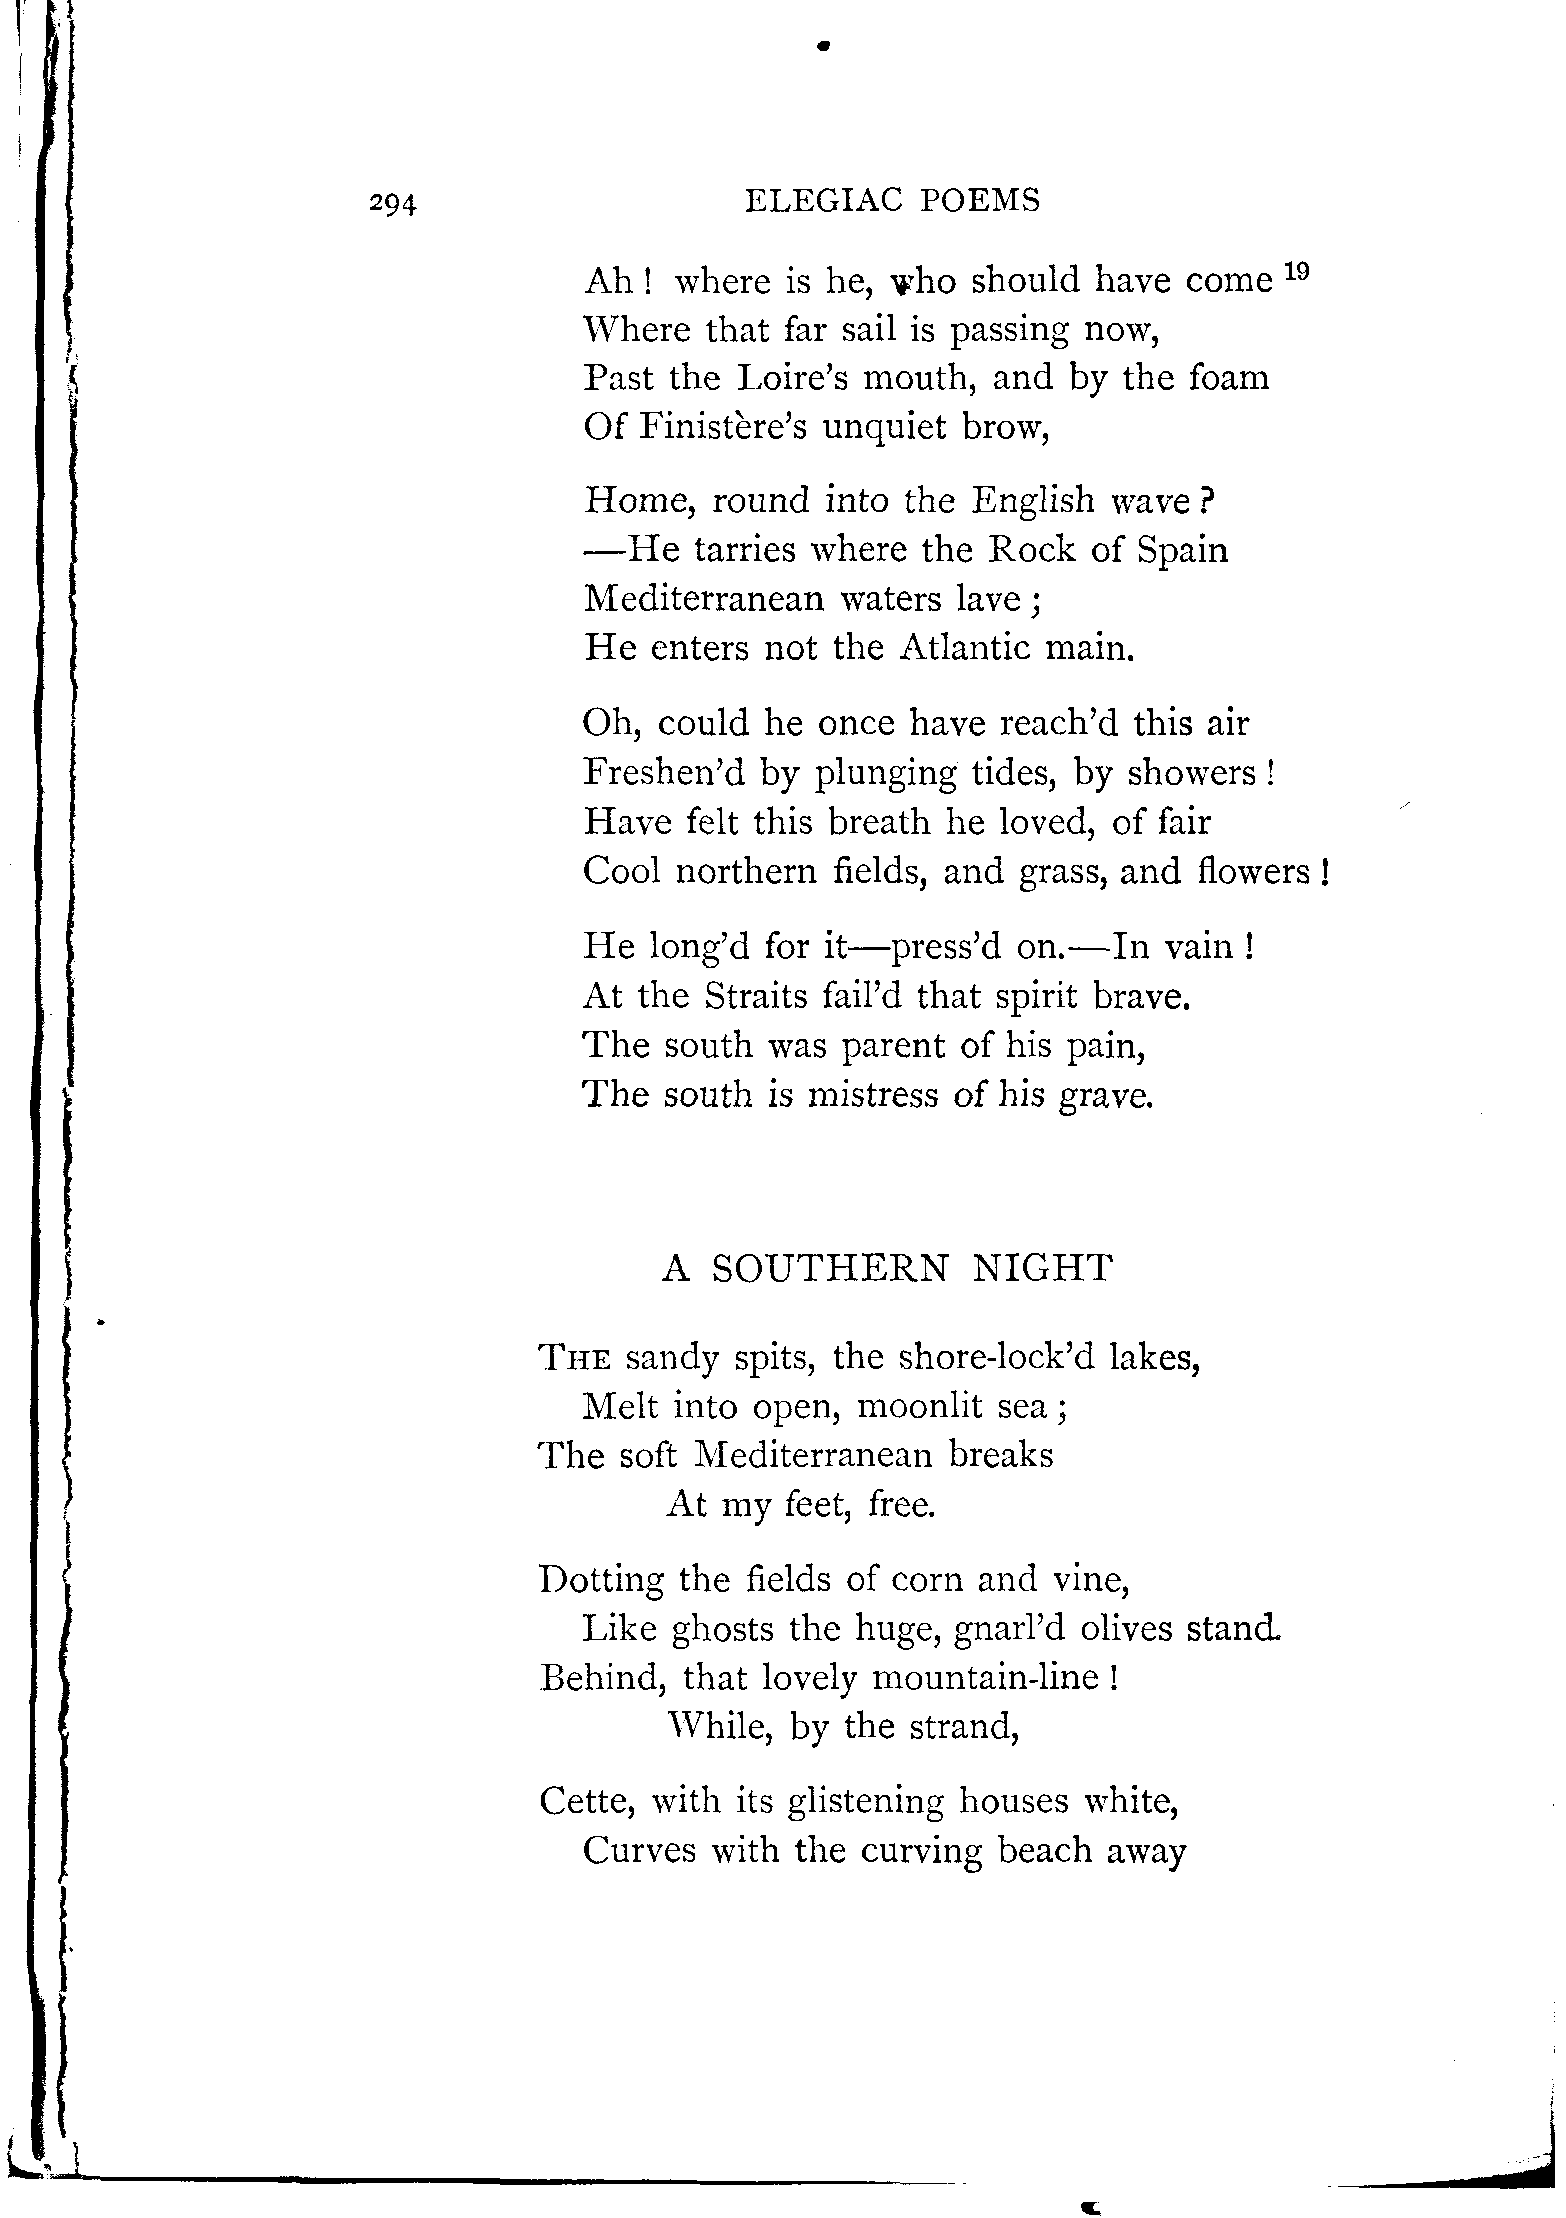 294 ELEGIAC POEMS
Ah ! where is he, who should have come 19
Where that far sail is passing now,
Past the Loire's mouth, and by the foam
Of Finistère's unquiet brow,
Home, round into the English wave ?
—He tarries where the Rock of Spain
Mediterranean waters lave ;
He enters not the Atlantic main.
Oh, could he once have reach'd this air
Freshen'd by plunging tides, by showers !
Have felt this breath he loved, of fair
Cool northern fields, and grass, and flowers !
He long'd for it—press'd on.—In vain !
At the Straits fail'd that spirit brave.
The south was parent of his pain,
The south is mistress of his grave.
A SOUTHERN NIGHT
THE sandy spits, the shore-lock'd lakes,
Melt into open, moonlit sea ;
The soft Mediterranean breaks
At my feet, free.
Dotting the fields of corn and vine,
Like ghosts the huge, gnarl'd olives stand.
Behind, that lovely mountain-line !
While, by the strand,
Cette, with its glistening houses white,
Curves with the curving beach away